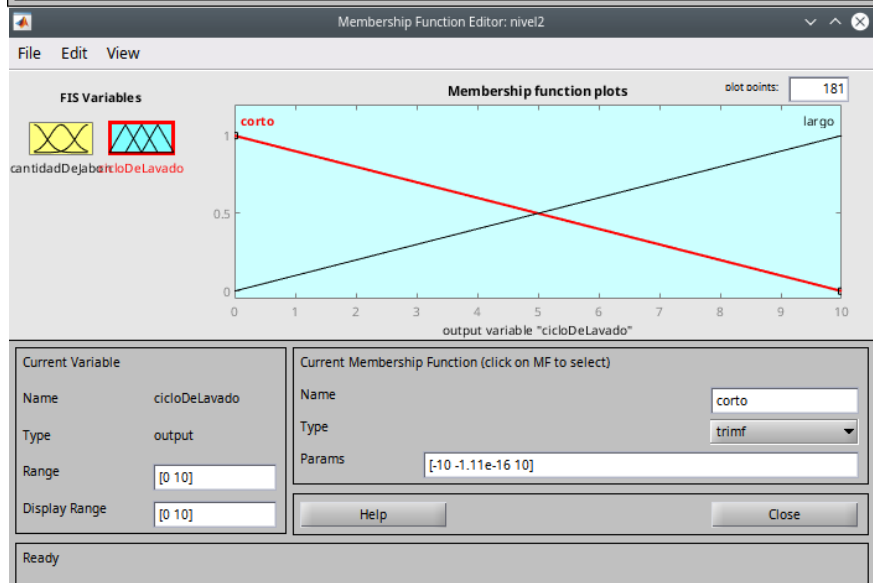 Membership Function Editor: nivel2
File Edit View
FIS Variables
cantidadDeJabon
cicloDeLavado
Membership function plots
plot points: 181
corto
largo
1
0.5
0
0 1 2 3 4 5 6 7 8 9 10
output variable "cicloDeLavado"
Current Variable
Name cicloDeLavado
Type output
Range [0 10]
Display Range [0 10]
Current Membership Function (click on MF to select)
Name corto
Type trimf
Params [-10 -1.11e-16 10]
Help Close
Ready